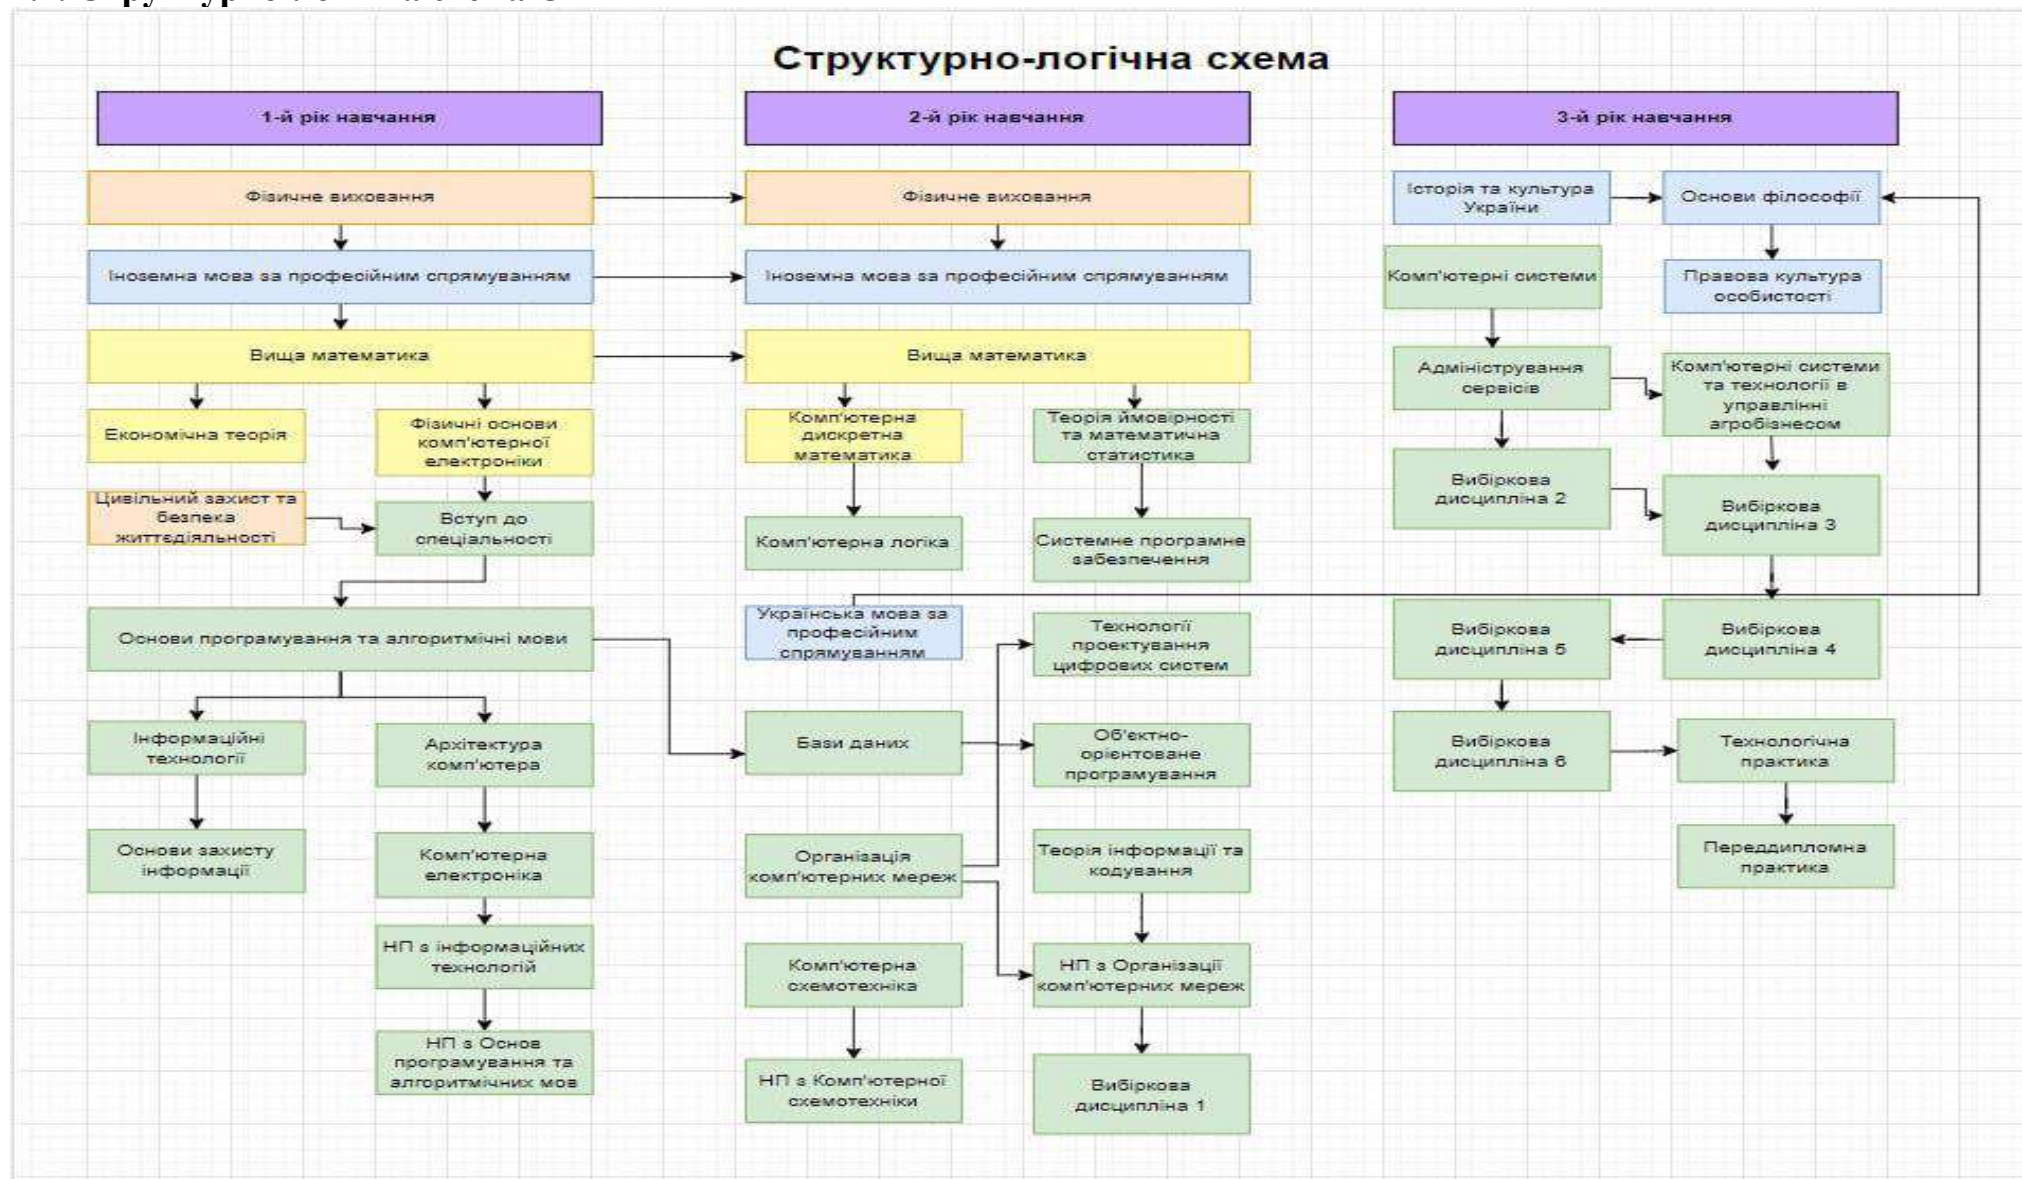 Структурно-логічна схема
1-й рік навчання
2-й рік навчання
3-й рік навчання
Фізичне виховання
Іноземна мова за професійним спрямуванням
Вища математика
Економічна теорія
Фізичні основи
комп'ютерної
електроніки
Цивільний захист та
безпека
життєдіяльності
Вступ до
спеціальності
Основи програмування та алгоритмічні мови
Інформаційні
технології
Архітектура
комп'ютера
Основи захисту
інформації
Комп'ютерна
електроніка
НП з інформаційних
технологій
НП з Основ
програмування та
алгоритмічних мов
Фізичне виховання
Іноземна мова за професійним спрямуванням
Вища математика
Комп'ютерна
дискретна
математика
Теорія ймовірності
та математична
статистика
Комп'ютерна логіка
Системне програмне
забезпечення
Українська мова за
професійним
спрямуванням
Технології
проектування
цифрових систем
Бази даних
Об'єктно-
орієнтоване
програмування
Організація
комп'ютерних мереж
Теорія інформації та
кодування
Комп'ютерна
схемотехніка
НП з Організації
комп'ютерних мереж
НП з Комп'ютерної
схемотехніки
Вибіркова
дисципліна 1
Історія та культура
України
Основи філософії
Комп'ютерні системи
Правова культура
особистості
Адміністрування
сервісів
Комп'ютерні системи
та технології в
управлінні
агробізнесом
Вибіркова
дисципліна 2
Вибіркова
дисципліна 3
Вибіркова
дисципліна 5
Вибіркова
дисципліна 4
Вибіркова
дисципліна 6
Технологічна
практика
Переддипломна
практика